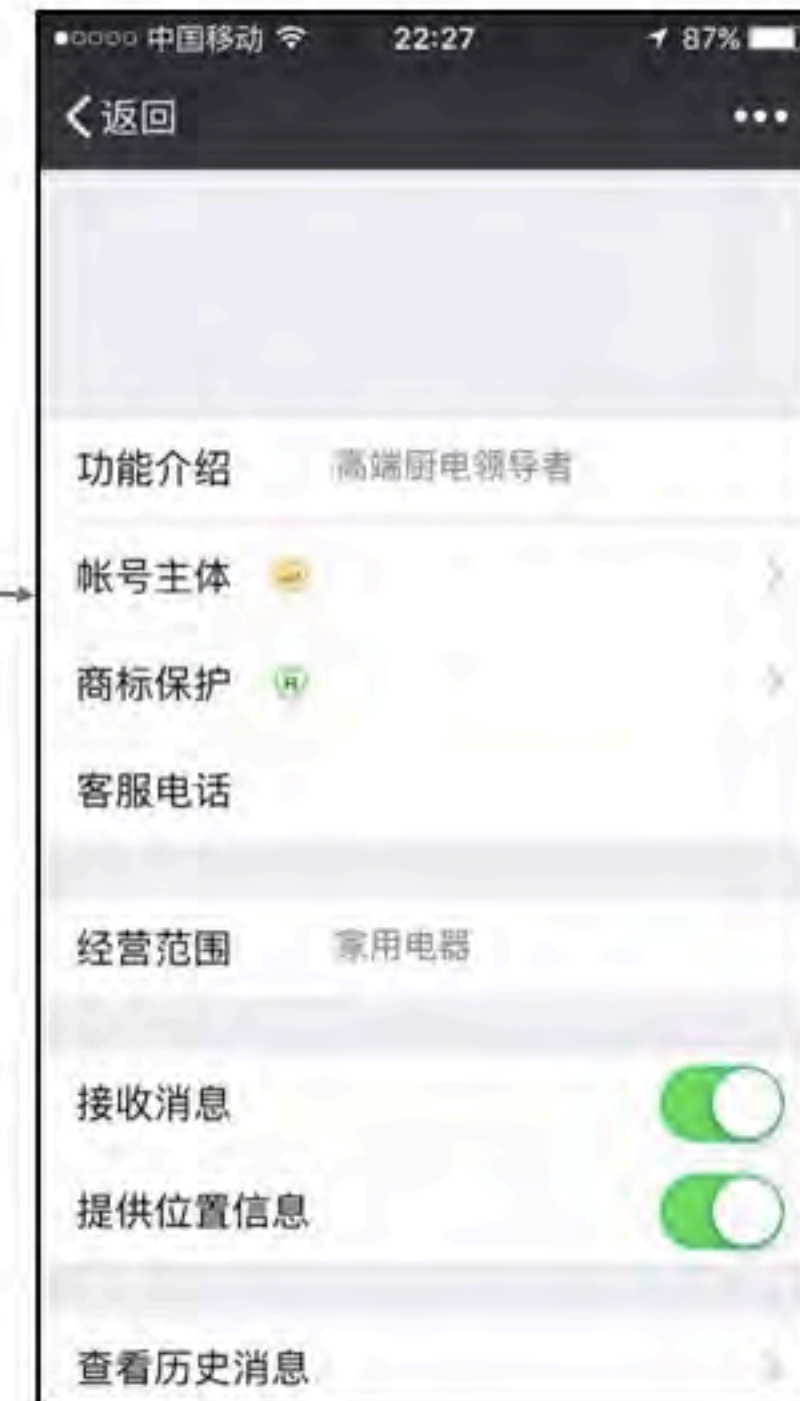 中国移动 22:27 87%
返回
功能介绍 高端厨电领导者
帐号主体
商标保护 R
客服电话
经营范围 家用电器
接收消息
提供位置信息
查看历史消息